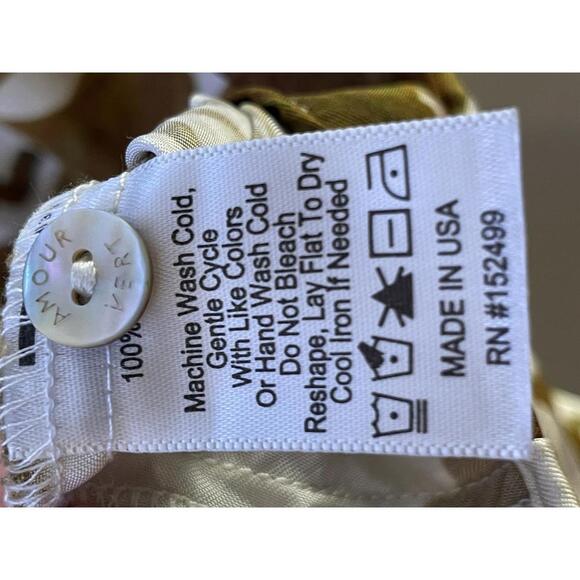 AMOUR
VERT
100%
Machine Wash Cold,
Gentle Cycle
With Like Colors
Or Hand Wash Cold
Do Not Bleach
Reshape, Lay Flat To Dry
Cool Iron If Needed
MADE IN USA
RN #152499